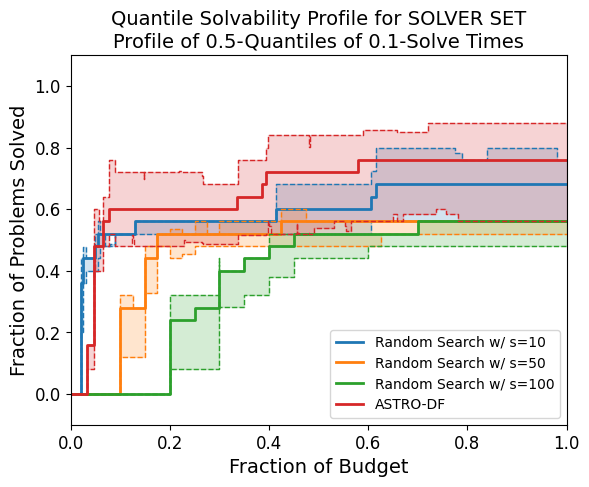 Quantile Solvability Profile for SOLVER SET
Profile of 0.5-Quantiles of 0.1-Solve Times
Fraction of Problems Solved
1.0
0.8
0.6
0.4
0.2
0.0
Random Search w/ s=10
Random Search w/ s=50
Random Search w/ s=100
ASTRO-DF
0.0 0.2 0.4 0.6 0.8 1.0
Fraction of Budget